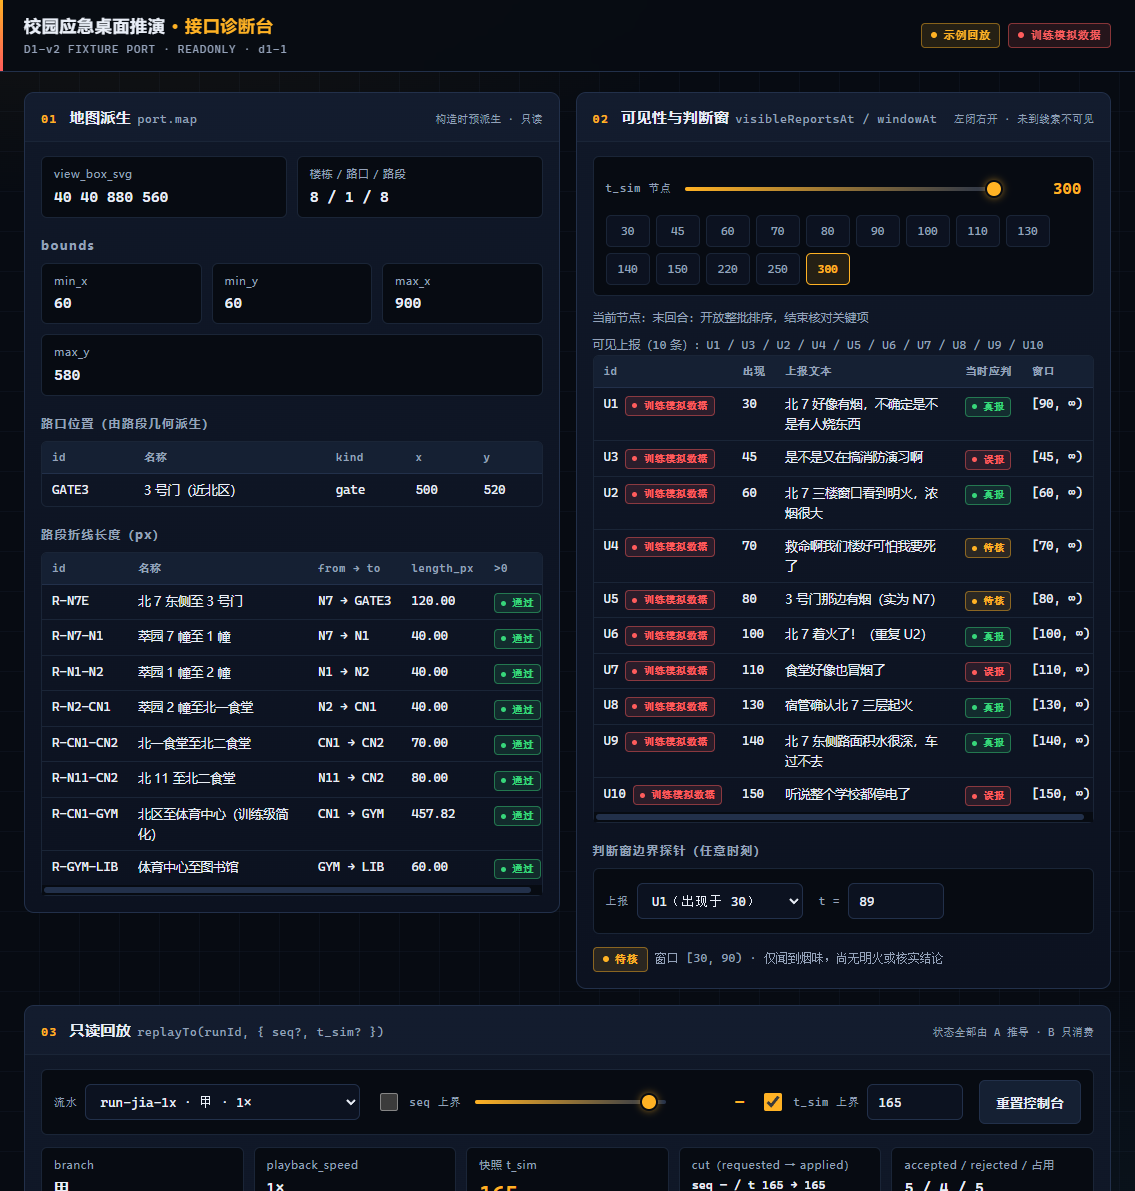 校园应急桌面推演 · 接口诊断台
D1-v2 FIXTURE PORT · READONLY · d1-1
示例回放
训练模拟数据
01 地图派生 port.map
构造时预派生 · 只读
view_box_svg
40 40 880 560
楼栋 / 路口 / 路段
8 / 1 / 8
bounds
min_x
60
min_y
60
max_x
900
max_y
580
路口位置（由路段几何派生）
id 名称 kind x y
GATE3 3 号门（近北区） gate 500 520
路段折线长度（px）
id 名称 from → to length_px >0
R-N7E 北 7 东侧至 3 号门 N7 → GATE3 120.00 通过
R-N7-N1 萃园 7 幢至 1 幢 N7 → N1 40.00 通过
R-N1-N2 萃园 1 幢至 2 幢 N1 → N2 40.00 通过
R-N2-CN1 萃园 2 幢至北一食堂 N2 → CN1 40.00 通过
R-CN1-CN2 北一食堂至北二食堂 CN1 → CN2 70.00 通过
R-N11-CN2 北 11 至北二食堂 N11 → CN2 80.00 通过
R-CN1-GYM 北区至体育中心（训练级简化） CN1 → GYM 457.82 通过
R-GYM-LIB 体育中心至图书馆 GYM → LIB 60.00 通过
02 可见性与判断窗 visibleReportsAt / windowAt
左闭右开 · 未到线索不可见
t_sim 节点
300
30 45 60 70 80 90 100 110 130
140 150 220 250 300
当前节点：末回合：开放整批排序，结束核对关键项
可见上报（10 条）：U1 / U3 / U2 / U4 / U5 / U6 / U7 / U8 / U9 / U10
id 出现 上报文本 当时应判 窗口
U1 训练模拟数据 30 北 7 好像有烟，不确定是不是有人烧东西 真报 [90, ∞)
U3 训练模拟数据 45 是不是又在搞消防演习啊 误报 [45, ∞)
U2 训练模拟数据 60 北 7 三楼窗口看到明火，浓烟很大 真报 [60, ∞)
U4 训练模拟数据 70 救命啊我们楼好可怕我要死了 待核 [70, ∞)
U5 训练模拟数据 80 3 号门那边有烟（实为 N7） 待核 [80, ∞)
U6 训练模拟数据 100 北 7 着火了！（重复 U2） 真报 [100, ∞)
U7 训练模拟数据 110 食堂好像也冒烟了 误报 [110, ∞)
U8 训练模拟数据 130 宿管确认北 7 三层起火 真报 [130, ∞)
U9 训练模拟数据 140 北 7 东侧路面积水很深，车过不去 真报 [140, ∞)
U10 训练模拟数据 150 听说整个学校都停电了 误报 [150, ∞)
判断窗边界探针（任意时刻）
上报 U1（出现于 30） t = 89
待核 窗口 [30, 90) · 仅闻到烟味，尚无明火或核实结论
03 只读回放 replayTo(runId, { seq?, t_sim? })
状态全部由 A 推导 · B 只消费
流水 run-jia-1x · 甲 · 1× seq 上界 — t_sim 上界 165 重置控制台
branch
甲
playback_speed
1×
快照 t_sim
165
cut（requested → applied）
seq — / t 165 → 165
accepted / rejected / 占用
5 / 4 / 5